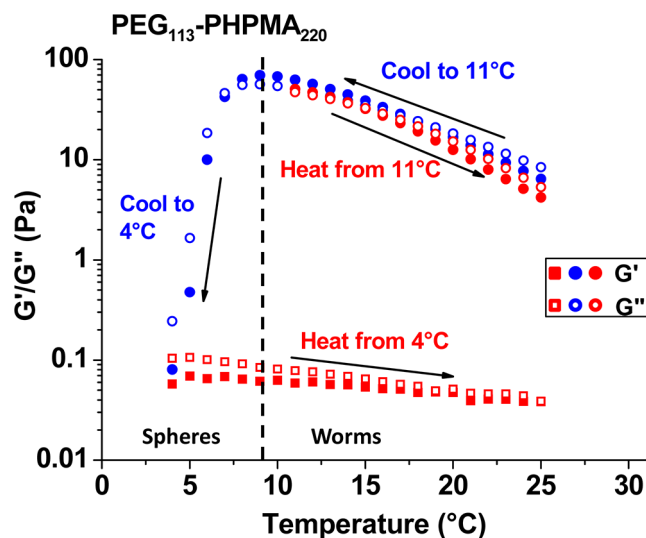 PEG₁₁₃-PHPMA₂₂₀
100
10
1
0.1
0.01
G'/G" (Pa)
Cool to 11°C
Heat from 11°C
Cool to
4°C
G'
G"
Heat from 4°C
Spheres
Worms
0 5 10 15 20 25 30
Temperature (°C)